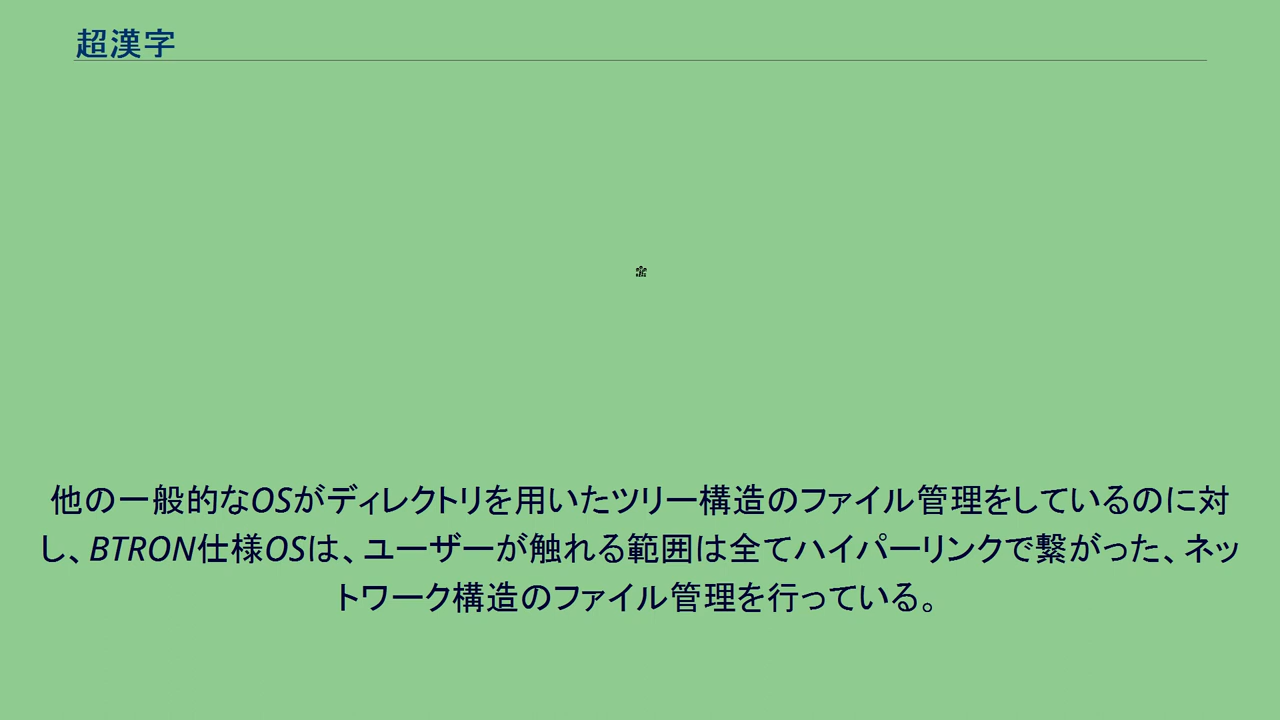 超漢字
他の一般的なOSがディレクトリを用いたツリー構造のファイル管理をしているのに対
し、BTRON仕様OSは、ユーザーが触れる範囲は全てハイパーリンクで繋がった、ネッ
トワーク構造のファイル管理を行っている。